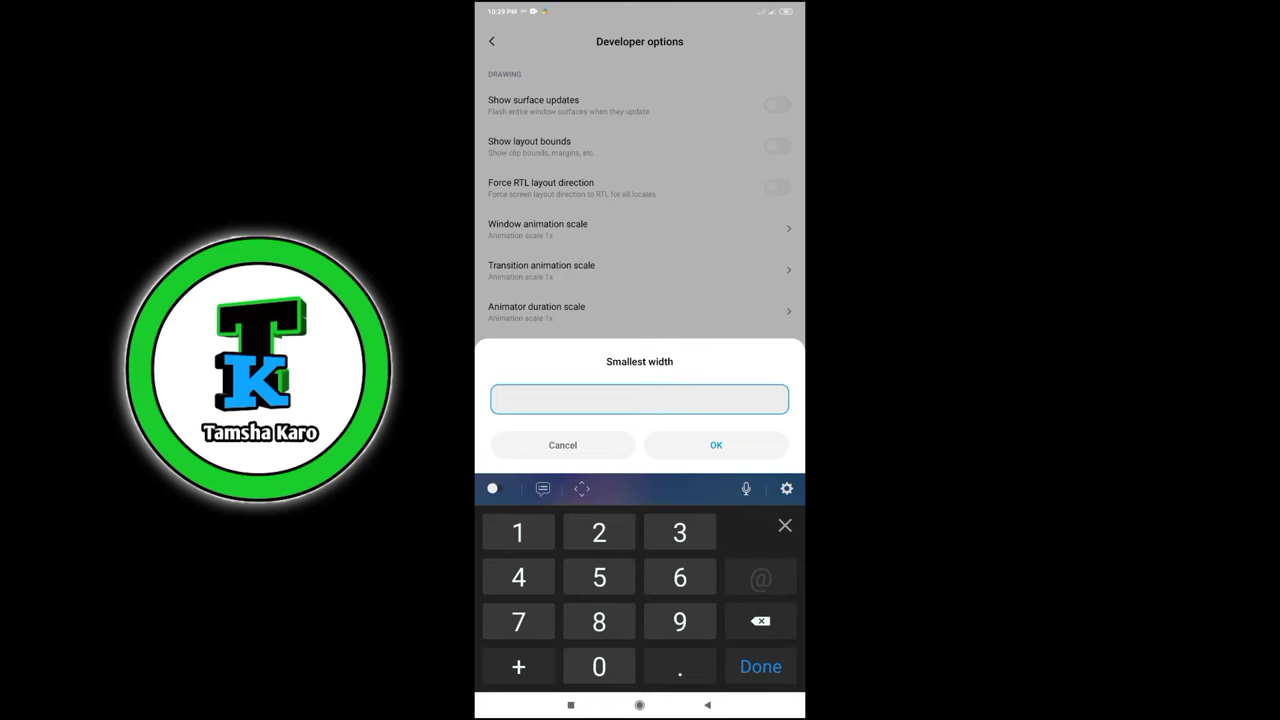 10:29 PM
Developer options
DRAWING
Show surface updates
Flash entire window surfaces when they update
Show layout bounds
Show clip bounds, margins, etc.
Force RTL layout direction
Force screen layout direction to RTL for all locales
Window animation scale
Animation scale 1x
Transition animation scale
Animation scale 1x
Animator duration scale
Animation scale 1x
Smallest width
Cancel
OK
1 2 3
4 5 6 @
7 8 9
+ 0 . Done
TK1
Tamsha Karo